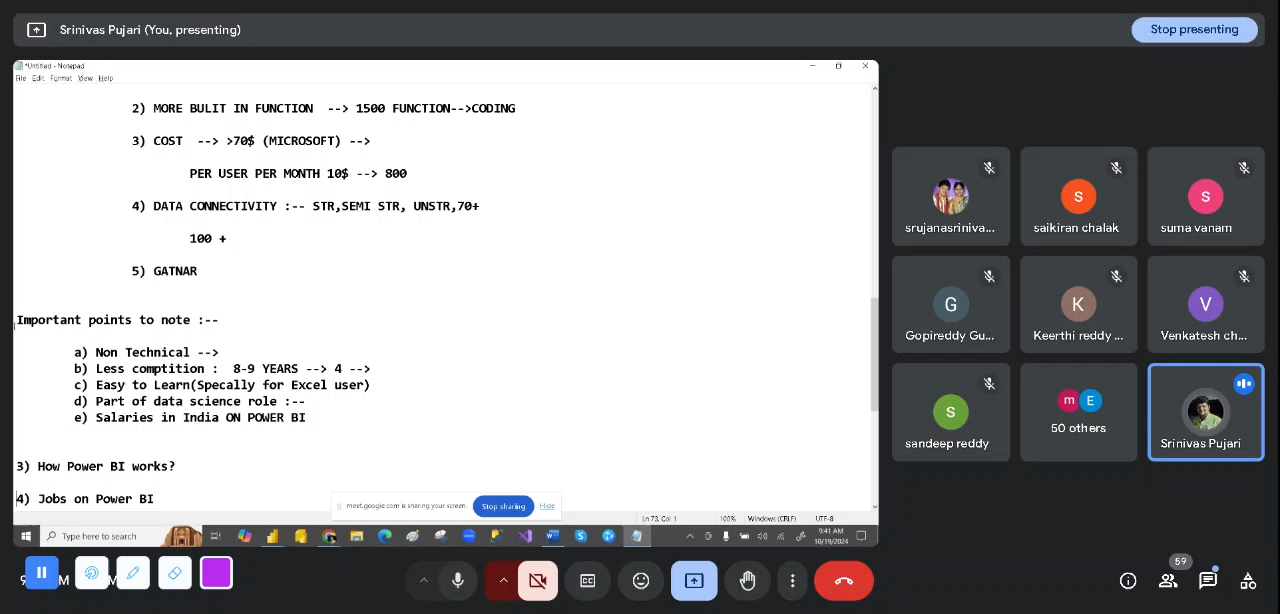 Srinivas Pujari (You, presenting)
Stop presenting
*Untitled - Notepad
File Edit Format View Help
2) MORE BULIT IN FUNCTION --> 1500 FUNCTION-->CODING
3) COST --> >70$ (MICROSOFT) -->
PER USER PER MONTH 10$ --> 800
4) DATA CONNECTIVITY :-- STR,SEMI STR, UNSTR,70+
100 +
5) GATNAR
Important points to note :--
a) Non Technical -->
b) Less comptition : 8-9 YEARS --> 4 -->
c) Easy to Learn(Specally for Excel user)
d) Part of data science role :--
e) Salaries in India ON POWER BI
3) How Power BI works?
4) Jobs on Power BI
meet.google.com is sharing your screen.
Stop sharing
Hide
Ln 73, Col 1
100%
Windows (CRLF)
UTF-8
Type here to search
9:41 AM
10/19/2024
srujanasriniva...
S
saikiran chalak
S
suma vanam
G
Gopireddy Gu...
K
Keerthi reddy ...
V
Venkatesh ch...
S
sandeep reddy
m E
50 others
Srinivas Pujari
59